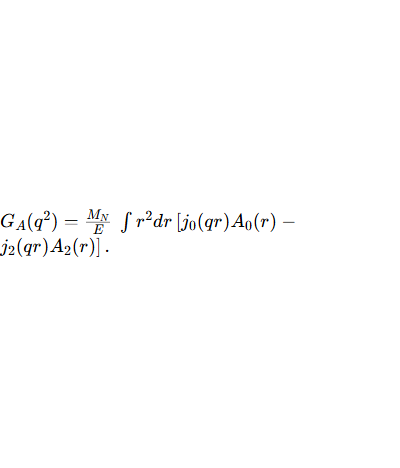 $G_A(q^2) = \frac{M_N}{E} \int r^2 dr \, [j_0(qr)A_0(r) -$
$j_2(qr)A_2(r)] \, .$